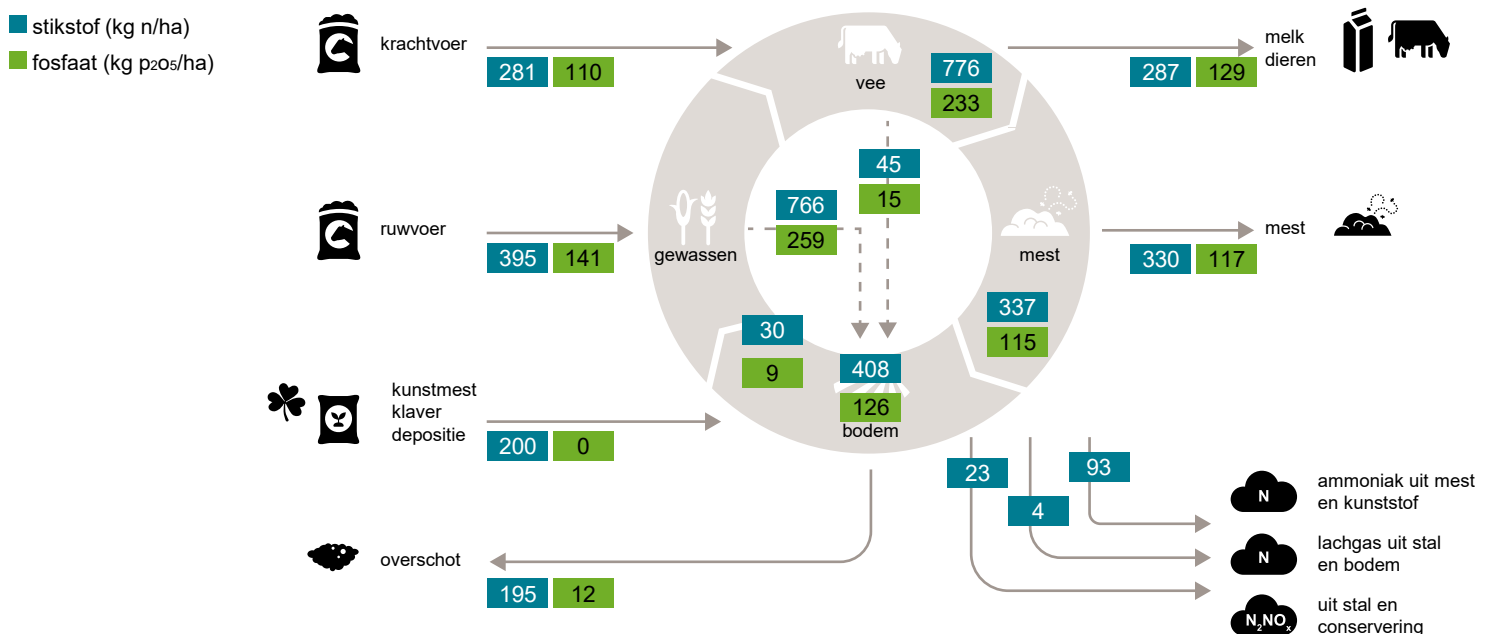 stikstof (kg n/ha)
fosfaat (kg p₂o₅/ha)
krachtvoer
281 110
vee
776
233
melk
dieren
287 129
ruwvoer
395 141
gewassen
766
259
45
15
mest
337
115
mest
330 117
kunstmest
klaver
depositie
200 0
30
9
408
126
bodem
overschot
195 12
23
4
93
N
ammoniak uit mest
en kunststof
N
lachgas uit stal
en bodem
N₂NOₓ
uit stal en
conservering